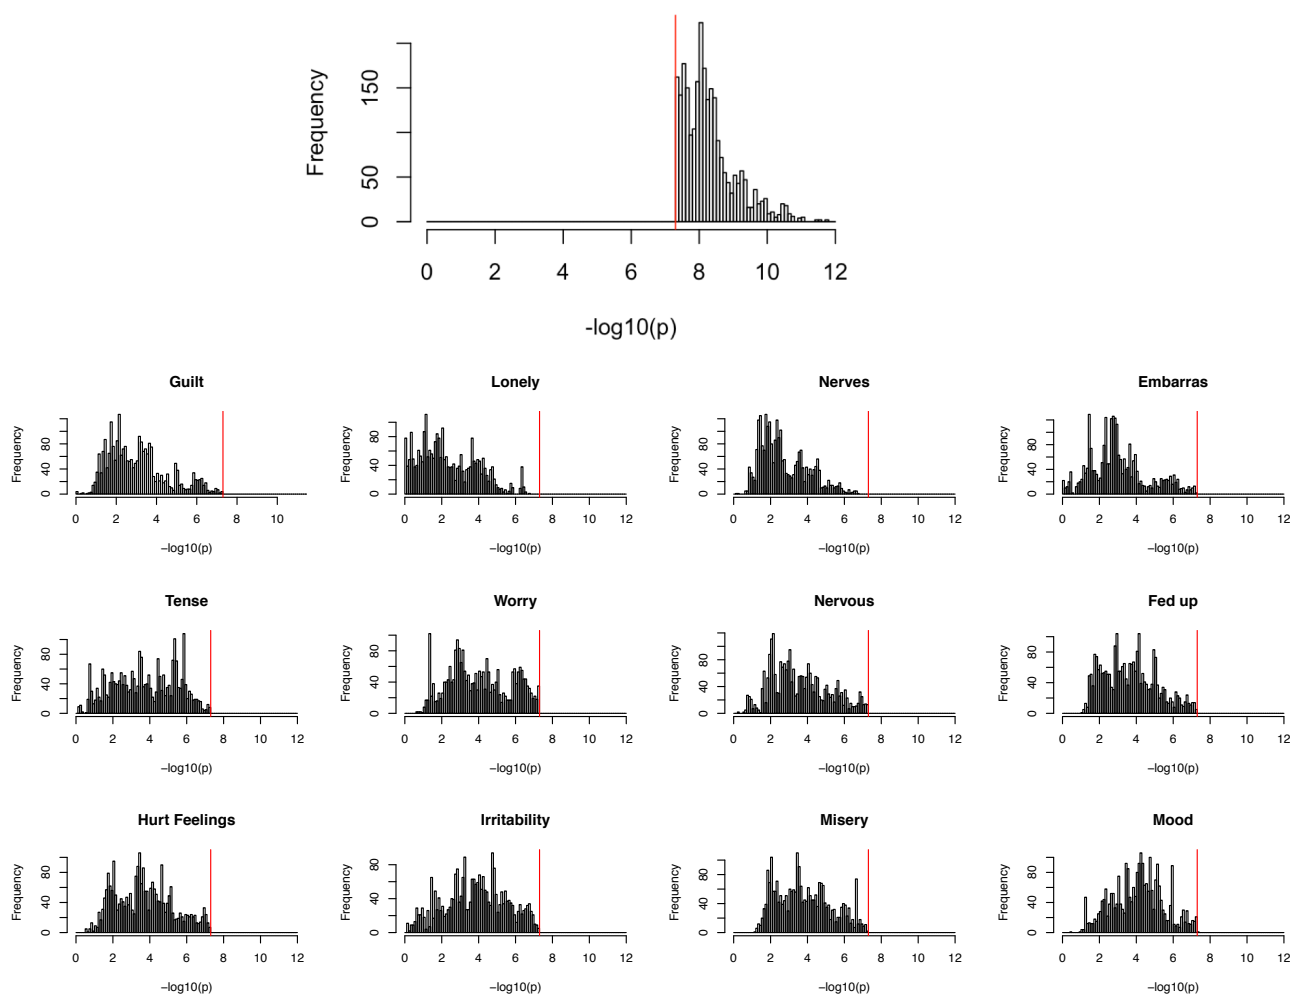 Frequency
150
50
0
0 2 4 6 8 10 12
-log10(p)
Guilt Lonely Nerves Embarras
Frequency Frequency Frequency Frequency
80 80 80 80
40 40 40 40
0 0 0 0
0 2 4 6 8 10 0 2 4 6 8 10 12 0 2 4 6 8 10 12 0 2 4 6 8 10 12
−log10(p) −log10(p) −log10(p) −log10(p)
Tense Worry Nervous Fed up
Frequency Frequency Frequency Frequency
80 80 80 80
40 40 40 40
0 0 0 0
0 2 4 6 8 10 12 0 2 4 6 8 10 12 0 2 4 6 8 10 12 0 2 4 6 8 10 12
−log10(p) −log10(p) −log10(p) −log10(p)
Hurt Feelings Irritability Misery Mood
Frequency Frequency Frequency Frequency
80 80 80 80
40 40 40 40
0 0 0 0
0 2 4 6 8 10 12 0 2 4 6 8 10 12 0 2 4 6 8 10 12 0 2 4 6 8 10 12
−log10(p) −log10(p) −log10(p) −log10(p)